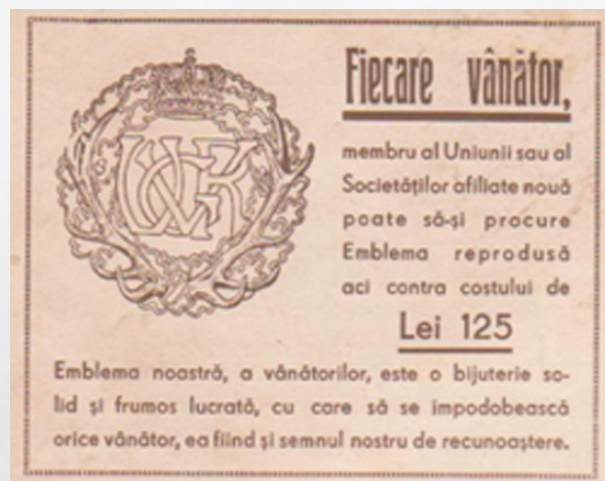 Fiecare vânător,
membru al Uniunii sau al
Societăților afiliate nouă
poate să-și procure
Emblema reprodusă
aci contra costului de
Lei 125
Emblema noastră, a vânătorilor, este o bijuterie so-
lid și frumos lucrată, cu care să se împodobească
orice vânător, ea fiind și semnul nostru de recunoaștere.